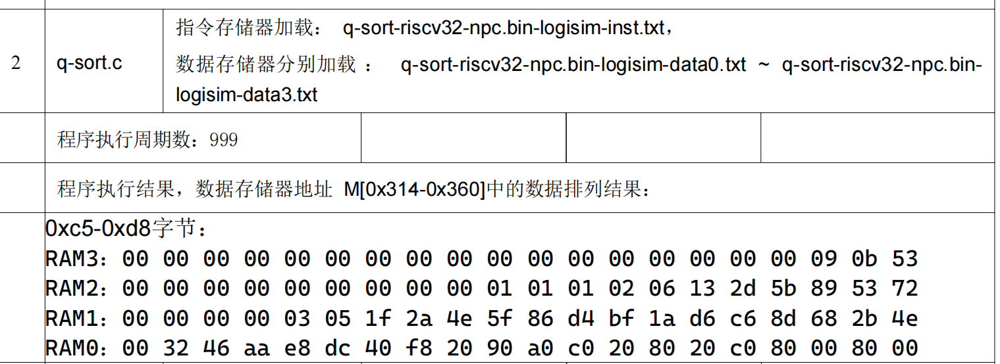 2
q-sort.c
指令存储器加载： q-sort-riscv32-npc.bin-logisim-inst.txt，
数据存储器分别加载： q-sort-riscv32-npc.bin-logisim-data0.txt ~ q-sort-riscv32-npc.bin-
logisim-data3.txt
程序执行周期数：999
程序执行结果，数据存储器地址 M[0x314-0x360]中的数据排列结果：
0xc5-0xd8字节：
RAM3：00 00 00 00 00 00 00 00 00 00 00 00 00 00 00 00 00 09 0b 53
RAM2：00 00 00 00 00 00 00 00 00 01 01 01 02 06 13 2d 5b 89 53 72
RAM1：00 00 00 00 03 05 1f 2a 4e 5f 86 d4 bf 1a d6 c6 8d 68 2b 4e
RAM0：00 32 46 aa e8 dc 40 f8 20 90 a0 c0 20 80 20 c0 80 00 80 00